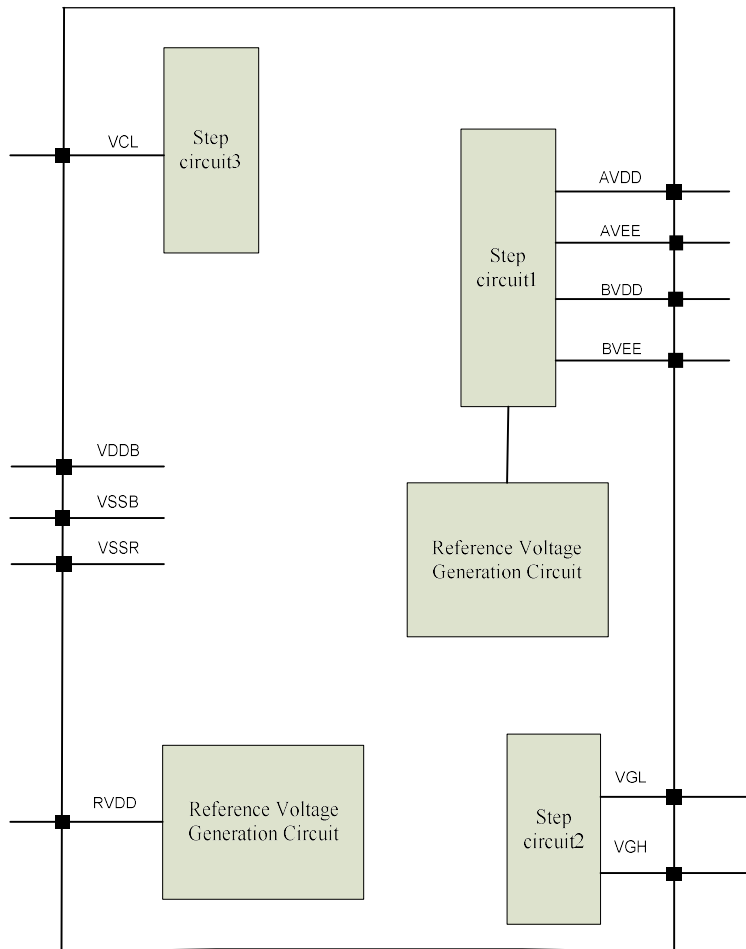 VCL
Step
circuit3
Step
circuit1
AVDD
AVEE
BVDD
BVEE
VDDB
VSSB
VSSR
Reference Voltage
Generation Circuit
RVDD
Reference Voltage
Generation Circuit
Step
circuit2
VGL
VGH